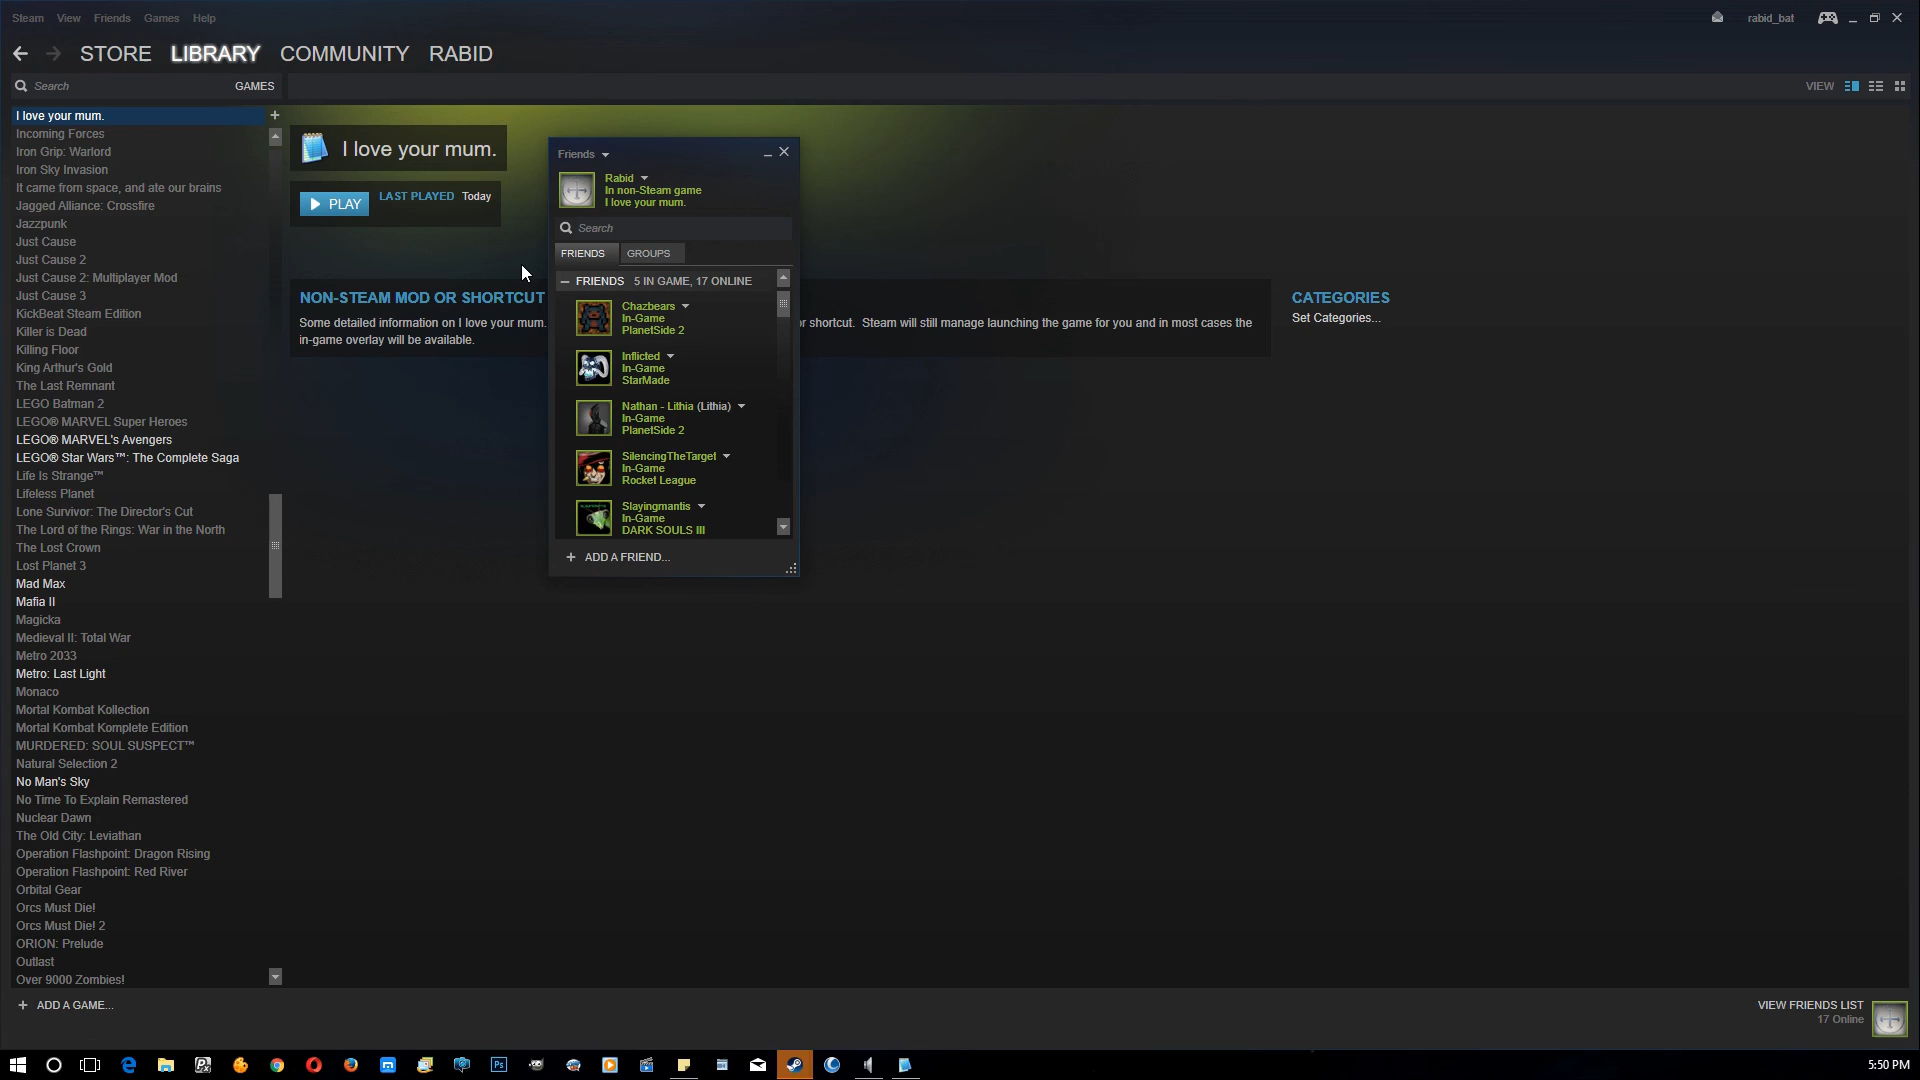 Steam View Friends Games Help
rabid_bat
STORE LIBRARY COMMUNITY RABID
Search GAMES
VIEW
I love your mum.
Incoming Forces
Iron Grip: Warlord
Iron Sky Invasion
It came from space, and ate our brains
Jagged Alliance: Crossfire
Jazzpunk
Just Cause
Just Cause 2
Just Cause 2: Multiplayer Mod
Just Cause 3
KickBeat Steam Edition
Killer is Dead
Killing Floor
King Arthur's Gold
The Last Remnant
LEGO Batman 2
LEGO® MARVEL Super Heroes
LEGO® MARVEL's Avengers
LEGO® Star Wars™: The Complete Saga
Life Is Strange™
Lifeless Planet
Lone Survivor: The Director's Cut
The Lord of the Rings: War in the North
The Lost Crown
Lost Planet 3
Mad Max
Mafia II
Magicka
Medieval II: Total War
Metro 2033
Metro: Last Light
Monaco
Mortal Kombat Kollection
Mortal Kombat Komplete Edition
MURDERED: SOUL SUSPECT™
Natural Selection 2
No Man's Sky
No Time To Explain Remastered
Nuclear Dawn
The Old City: Leviathan
Operation Flashpoint: Dragon Rising
Operation Flashpoint: Red River
Orbital Gear
Orcs Must Die!
Orcs Must Die! 2
ORION: Prelude
Outlast
Over 9000 Zombies!
+ ADD A GAME...
I love your mum.
PLAY LAST PLAYED Today
NON-STEAM MOD OR SHORTCUT
Some detailed information on I love your mum. or shortcut. Steam will still manage launching the game for you and in most cases the
in-game overlay will be available.
CATEGORIES
Set Categories...
Friends
Rabid
In non-Steam game
I love your mum.
Search
FRIENDS GROUPS
FRIENDS 5 IN GAME, 17 ONLINE
Chazbears
In-Game
PlanetSide 2
Inflicted
In-Game
StarMade
Nathan - Lithia (Lithia)
In-Game
PlanetSide 2
SilencingTheTarget
In-Game
Rocket League
Slayingmantis
In-Game
DARK SOULS III
+ ADD A FRIEND...
VIEW FRIENDS LIST
17 Online
5:50 PM